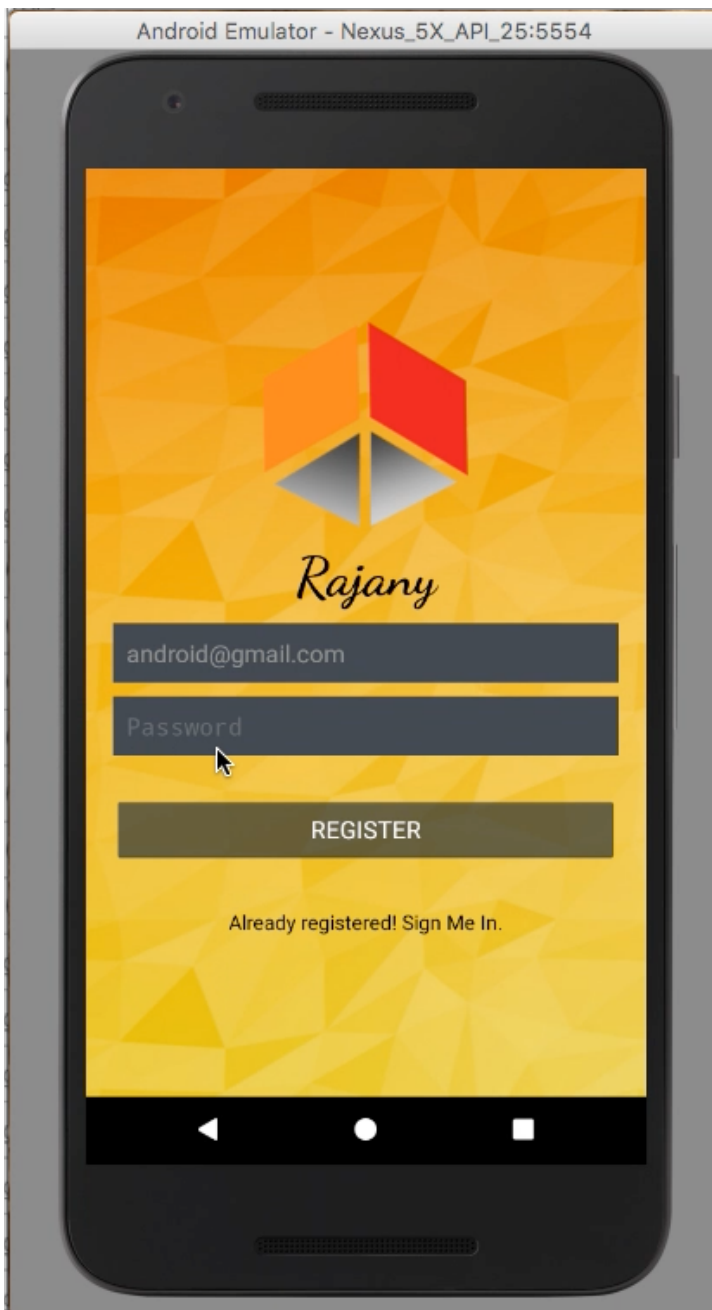 Android Emulator - Nexus_5X_API_25:5554
Rajany
android@gmail.com
Password
REGISTER
Already registered! Sign Me In.